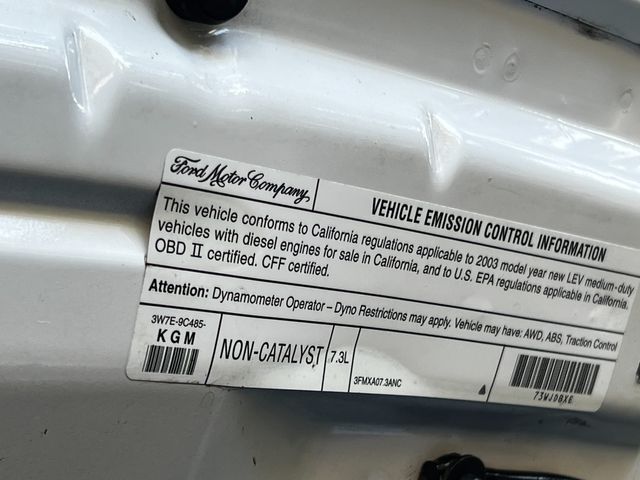 Ford Motor Company,
VEHICLE EMISSION CONTROL INFORMATION
This vehicle conforms to California regulations applicable to 2003 model year new LEV medium-duty
vehicles with diesel engines for sale in California, and to U.S. EPA regulations applicable in California.
OBD II certified. CFF certified.
Attention: Dynamometer Operator – Dyno Restrictions may apply. Vehicle may have: AWD, ABS, Traction Control
3W7E-9C485-
KGM
NON-CATALYST
7.3L
3FMXA07.3ANC
73WJDBXE